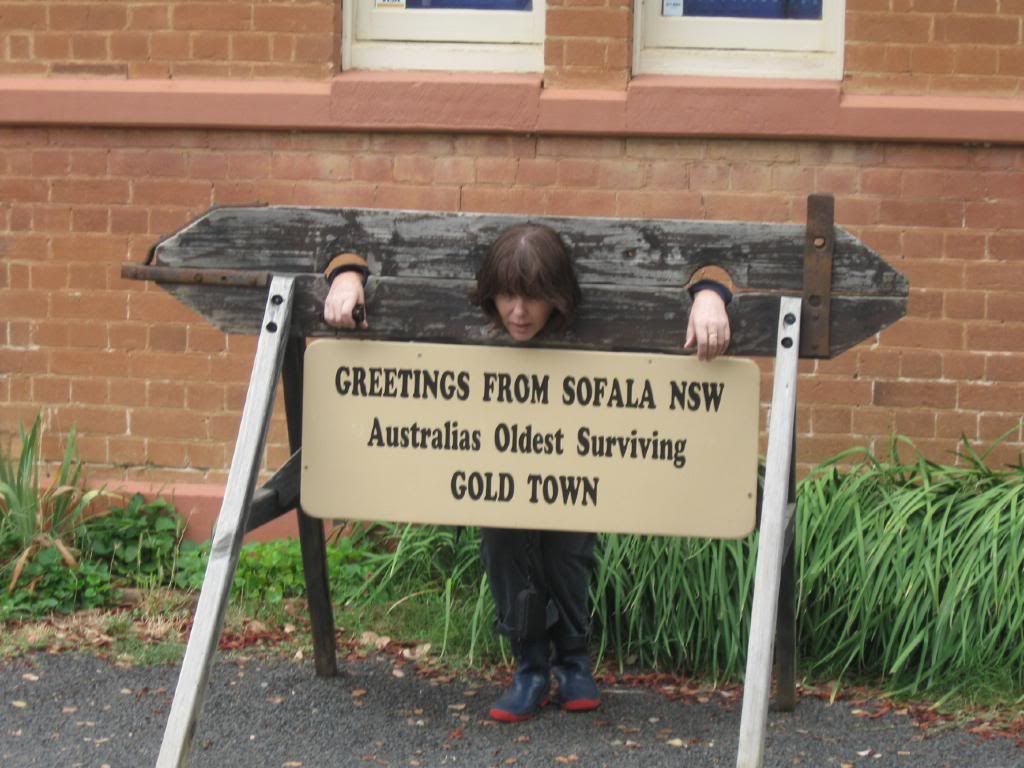 GREETINGS FROM SOFALA NSW
Australias Oldest Surviving
GOLD TOWN